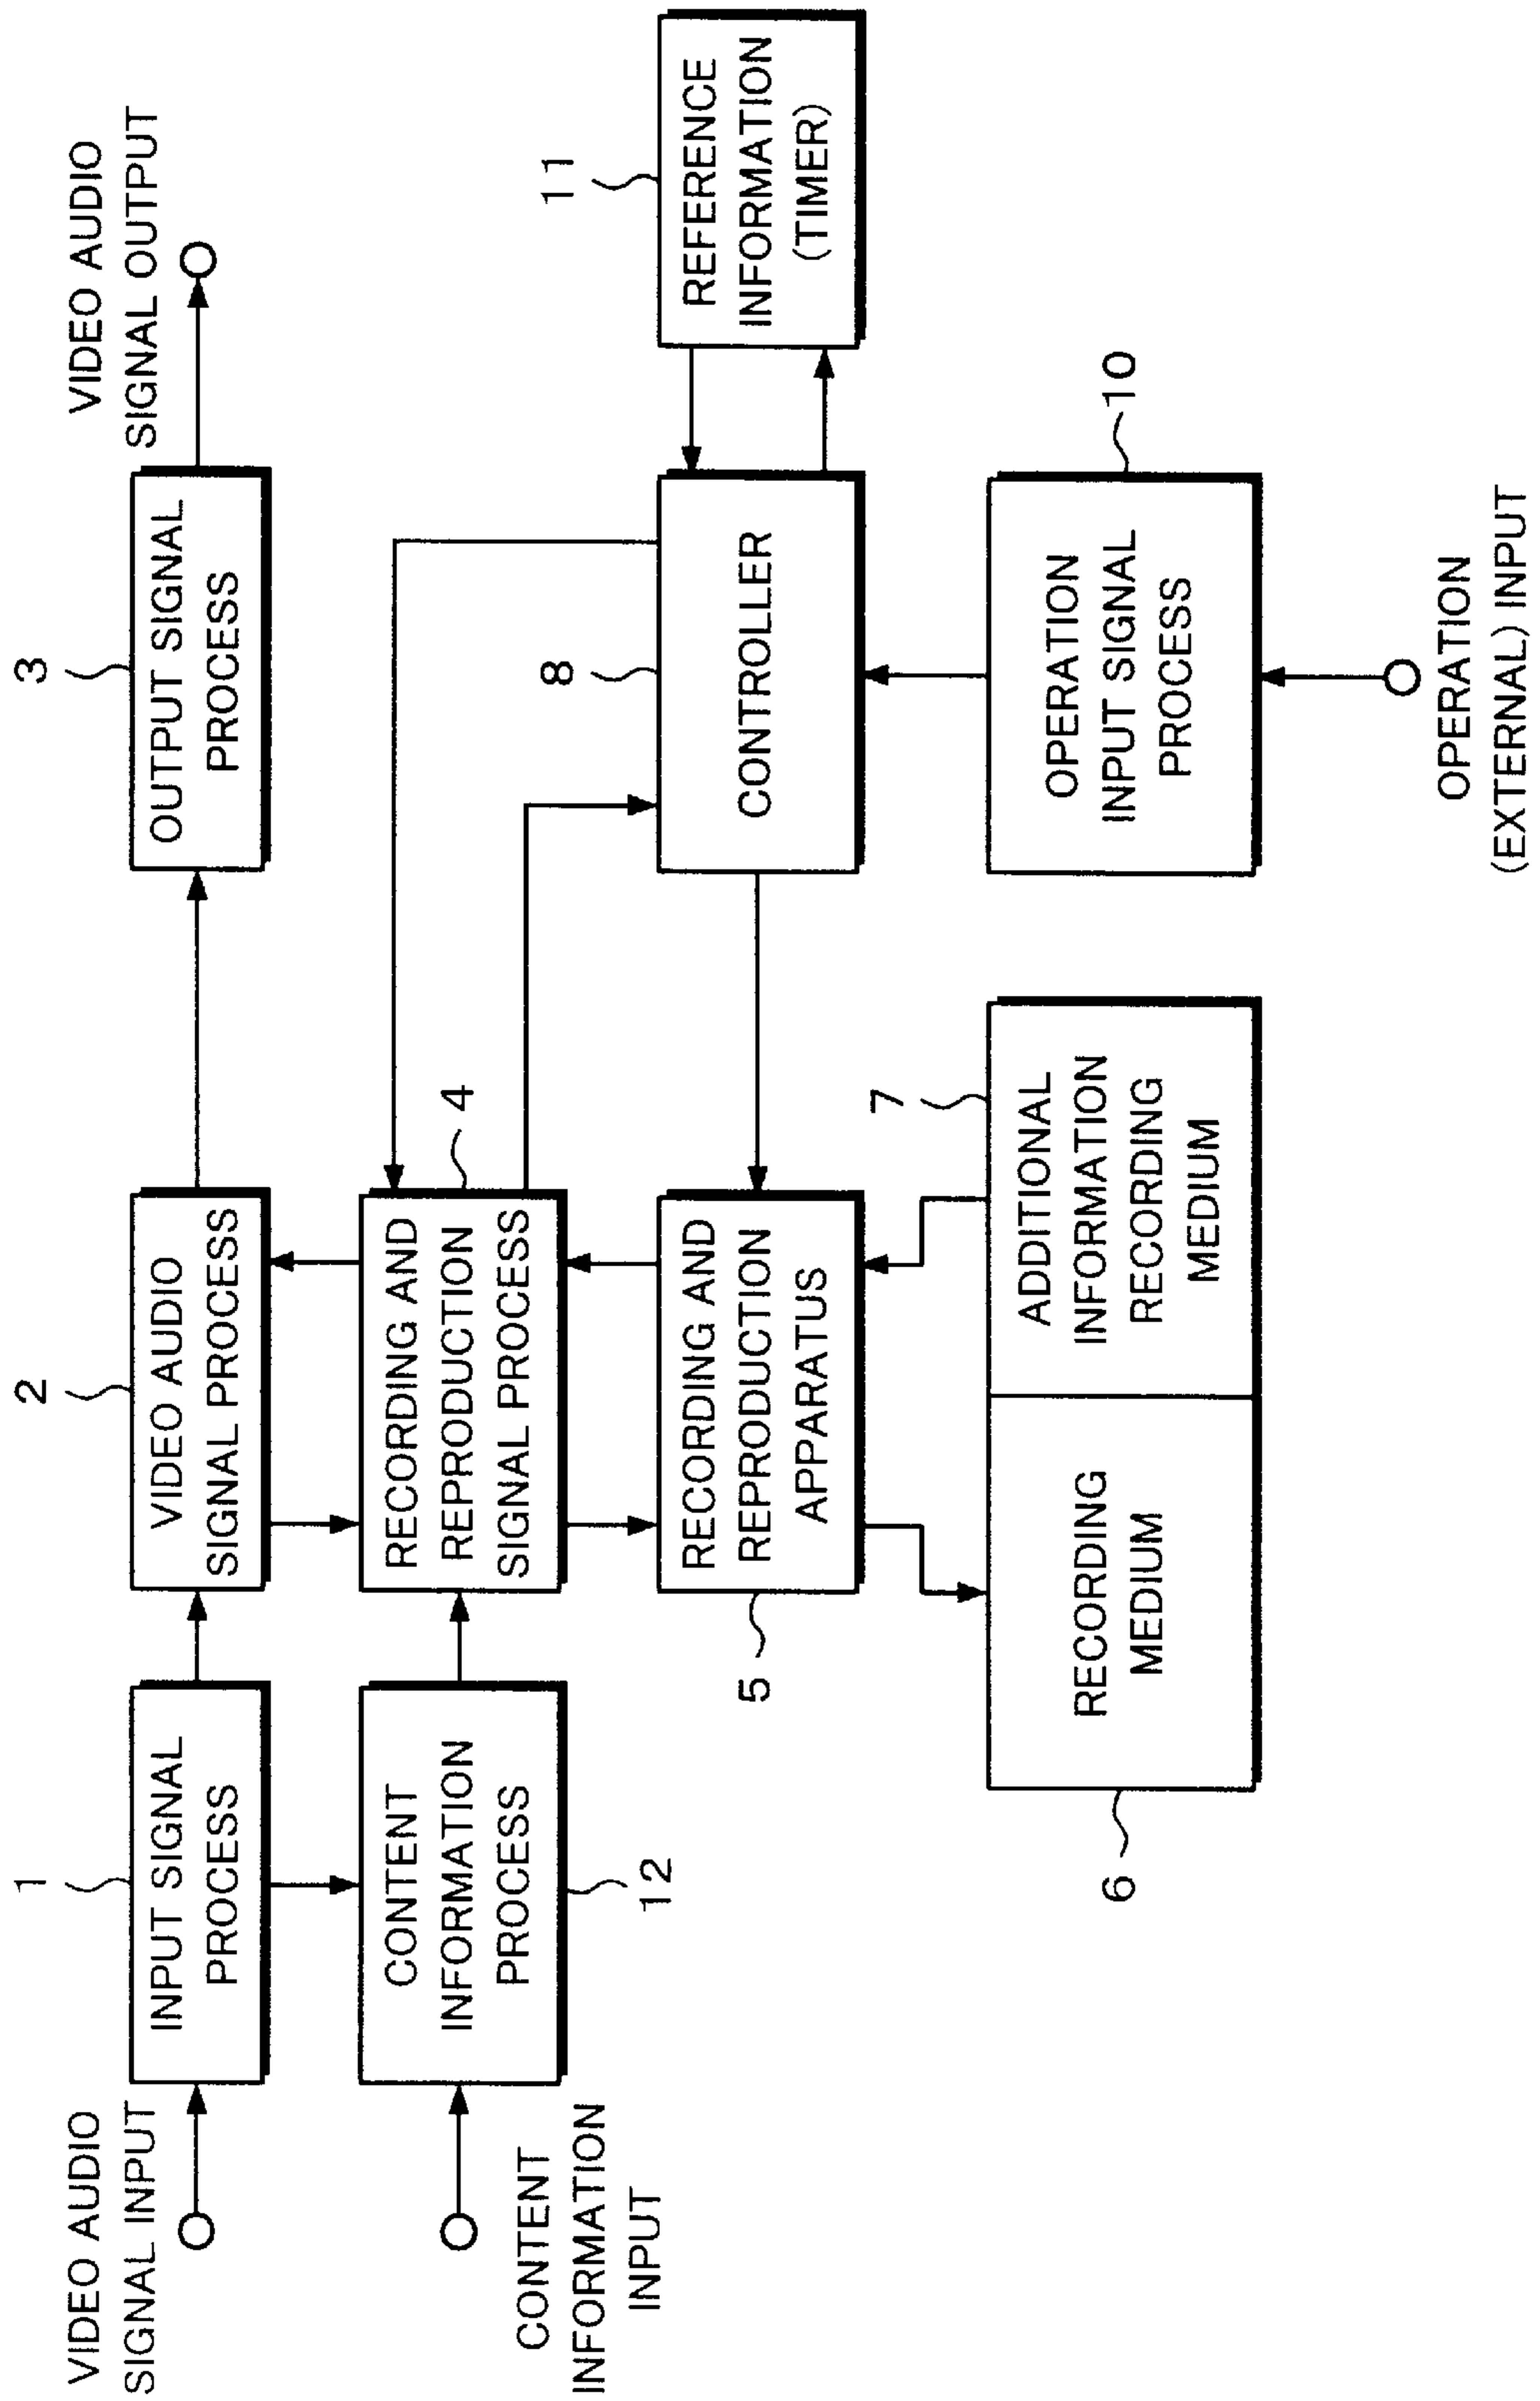 VIDEO AUDIO
SIGNAL INPUT
1
INPUT SIGNAL
PROCESS
2
VIDEO AUDIO
SIGNAL PROCESS
3
OUTPUT SIGNAL
PROCESS
VIDEO AUDIO
SIGNAL OUTPUT
CONTENT
INFORMATION
INPUT
CONTENT
INFORMATION
PROCESS
12
4
RECORDING AND
REPRODUCTION
SIGNAL PROCESS
5
RECORDING AND
REPRODUCTION
APPARATUS
8
CONTROLLER
11
REFERENCE
INFORMATION
(TIMER)
6
RECORDING
MEDIUM
7
ADDITIONAL
INFORMATION
RECORDING
MEDIUM
OPERATION
INPUT SIGNAL
PROCESS
10
OPERATION
(EXTERNAL) INPUT